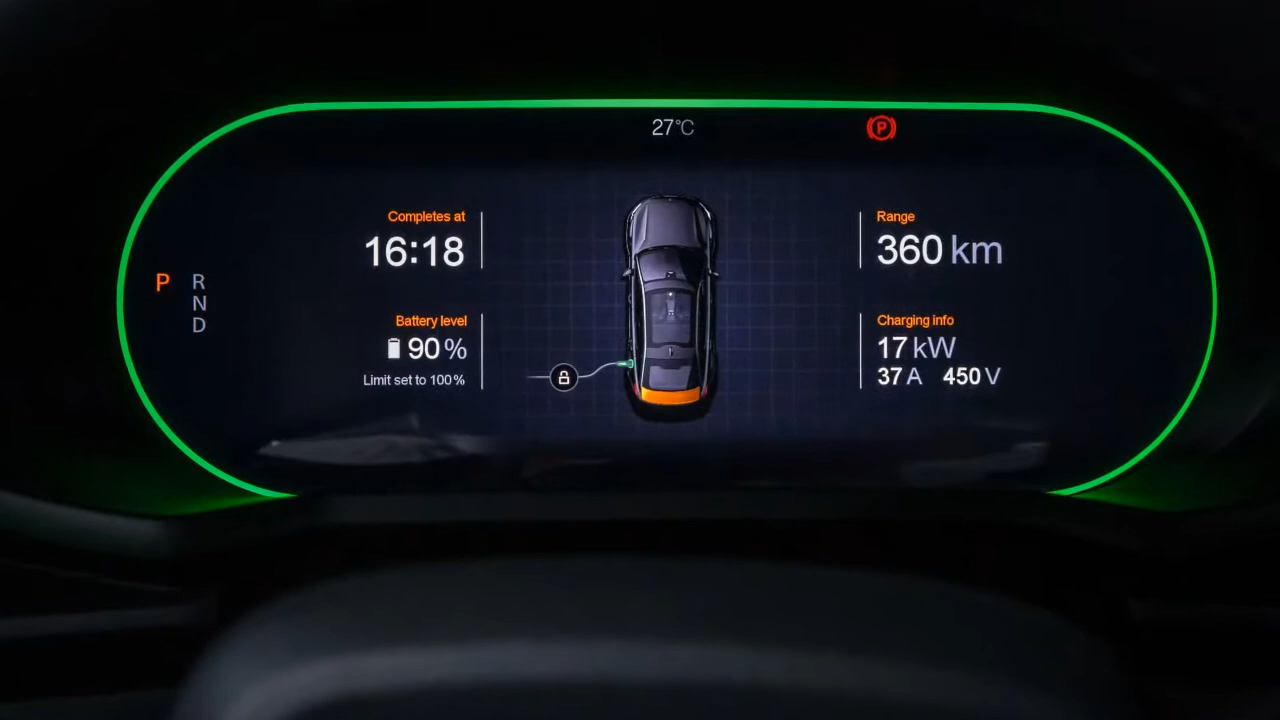 27°C
P
Completes at
16:18
Range
360 km
P R
N
D
Battery level
90 %
Limit set to 100 %
Charging info
17 kW
37 A 450 V